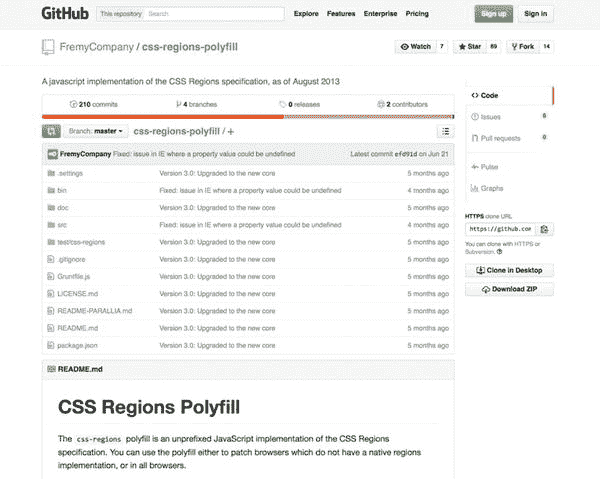 GitHub This repository Search Explore Features Enterprise Pricing Sign up Sign in
FremyCompany / css-regions-polyfill Watch 7 Star 89 Fork 14
A javascript implementation of the CSS Regions specification, as of August 2013
210 commits 4 branches 0 releases 2 contributors
Branch: master css-regions-polyfill / +
FremyCompany Fixed: issue in IE where a property value could be undefined Latest commit efd91d on Jun 21
.settings Version 3.0: Upgraded to the new core 5 months ago
bin Fixed: issue in IE where a property value could be undefined 4 months ago
doc Version 3.0: Upgraded to the new core 5 months ago
src Fixed: issue in IE where a property value could be undefined 4 months ago
test/css-regions Version 3.0: Upgraded to the new core 5 months ago
.gitignore Version 3.0: Upgraded to the new core 5 months ago
Gruntfile.js Version 3.0: Upgraded to the new core 5 months ago
LICENSE.md Version 3.0: Upgraded to the new core 5 months ago
README-PARALLIA.md Version 3.0: Upgraded to the new core 5 months ago
README.md Version 3.0: Upgraded to the new core 5 months ago
package.json Version 3.0: Upgraded to the new core 5 months ago
README.md
CSS Regions Polyfill
The css-regions polyfill is an unprefixed JavaScript implementation of the CSS Regions
specification. You can use the polyfill either to patch browsers which do not have a native regions
implementation, or in all browsers.
Code
Issues 6
Pull requests 0
Pulse
Graphs
HTTPS clone URL
https://github.com
You can clone with HTTPS or
Subversion.
Clone in Desktop
Download ZIP